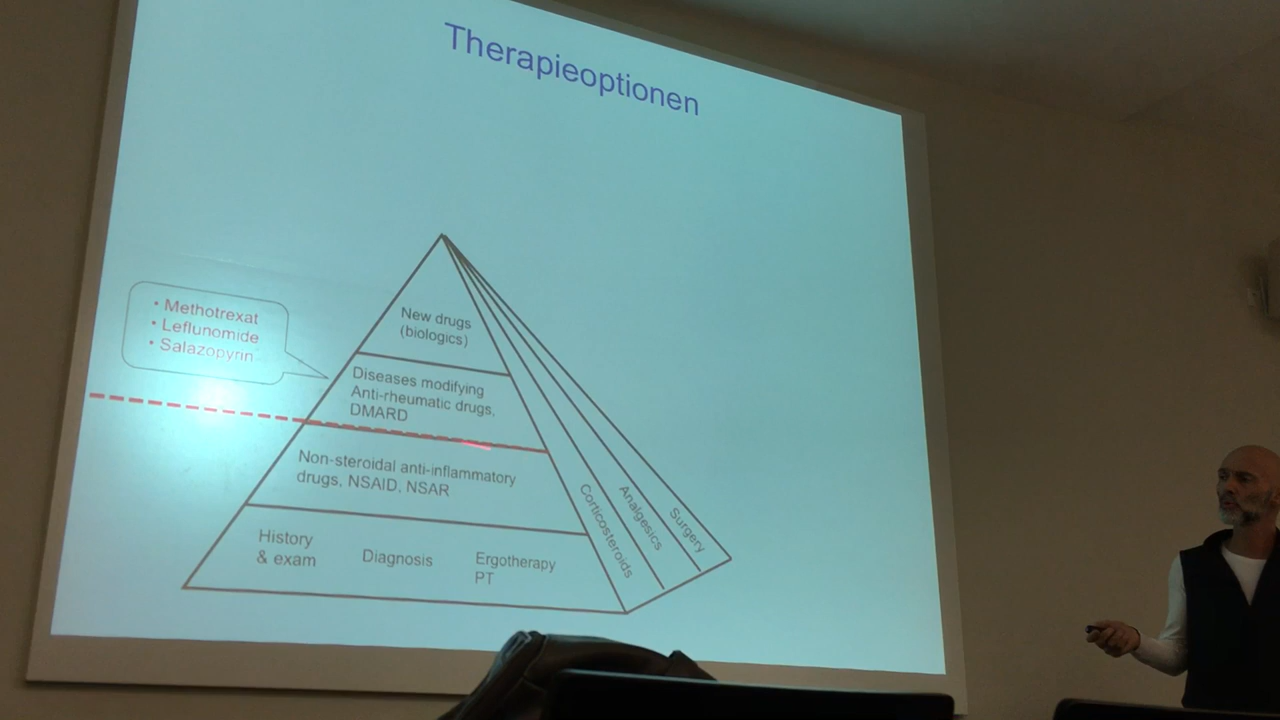 Therapieoptionen
• Methotrexat
• Leflunomide
• Salazopyrin
New drugs
(biologics)
Diseases modifying
Anti-rheumatic drugs,
DMARD
Non-steroidal anti-inflammatory
drugs, NSAID, NSAR
History
& exam
Diagnosis
Ergotherapy
PT
Corticosteroids
Analgesics
Surgery